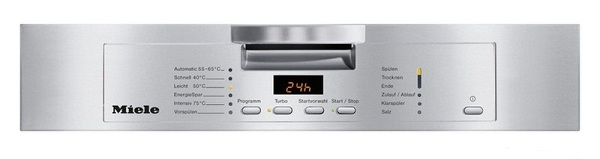 Automatic 55-65°C
Schnell 40°C
Leicht 50°C
EnergieSpar
Intensiv 75°C
Vorspülen
Miele
24h
Programm
Turbo
Startvorwahl
Start / Stop
Spülen
Trocknen
Ende
Zulauf / Ablauf
Klarspüler
Salz